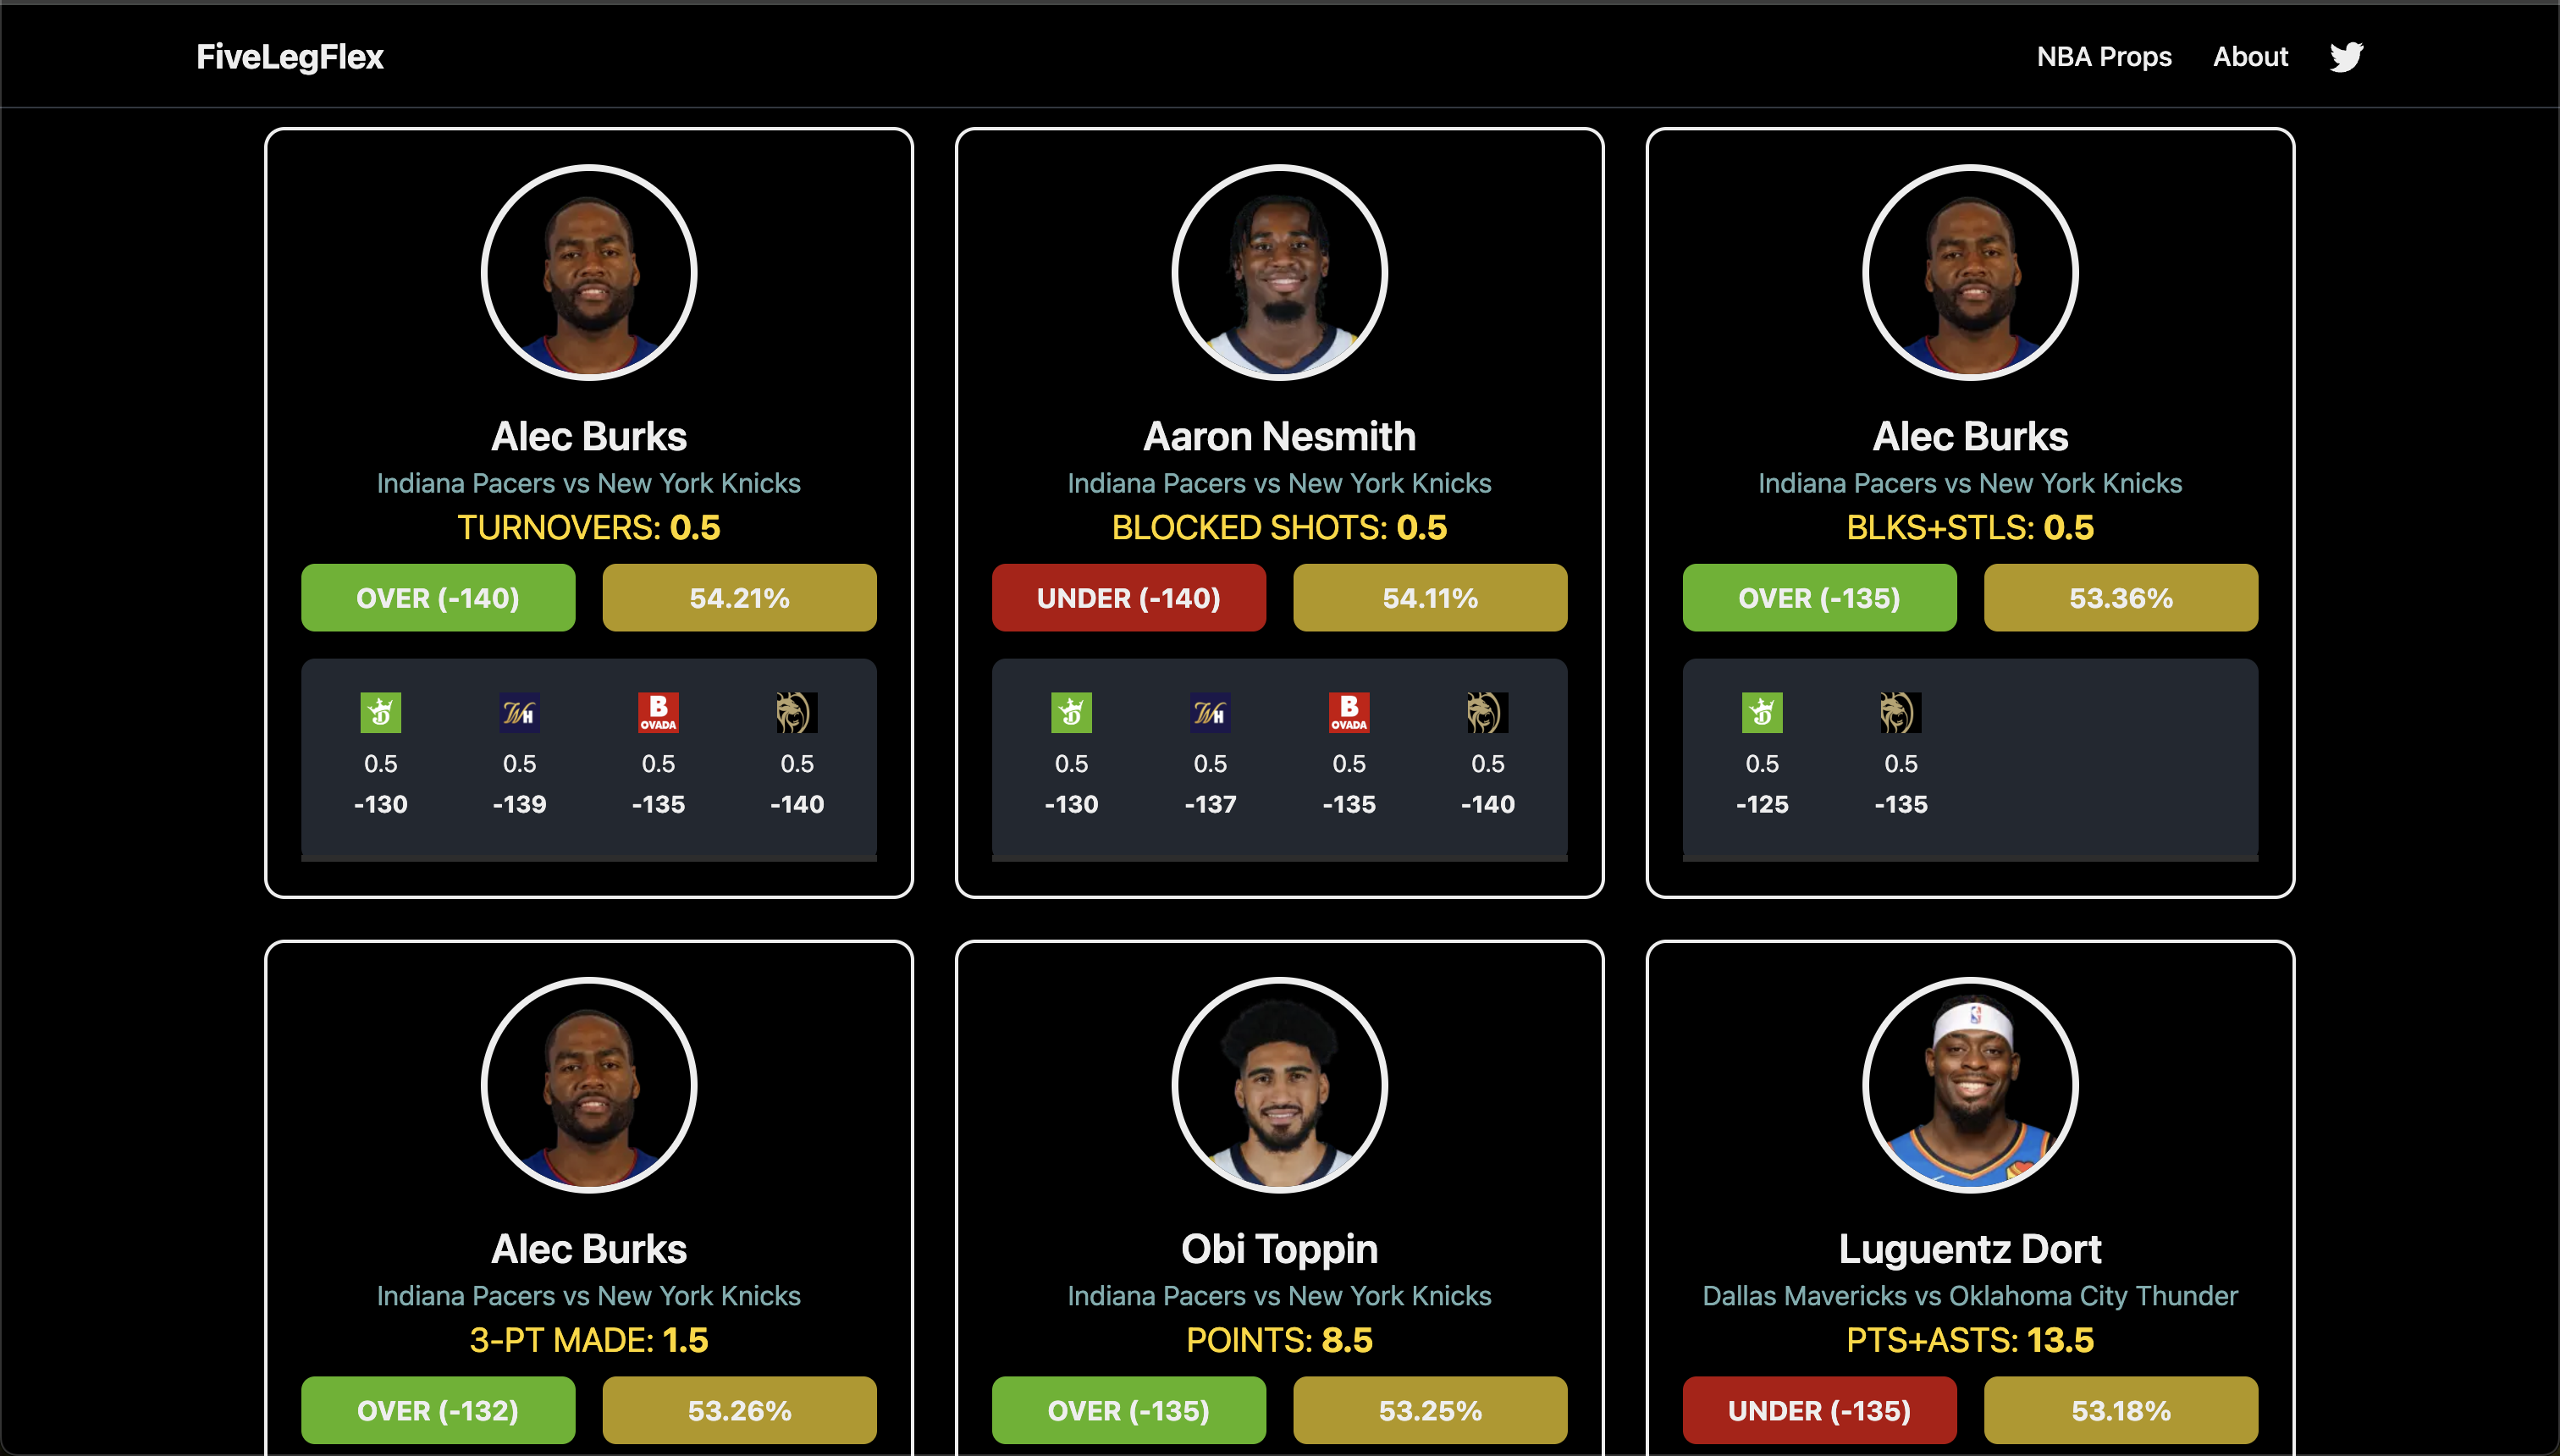 FiveLegFlex
NBA Props
About
Alec Burks
Indiana Pacers vs New York Knicks
TURNOVERS: 0.5
OVER (-140)
54.21%
WH
B
OVADA
0.5
0.5
0.5
0.5
-130
-139
-135
-140
Aaron Nesmith
Indiana Pacers vs New York Knicks
BLOCKED SHOTS: 0.5
UNDER (-140)
54.11%
WH
B
OVADA
0.5
0.5
0.5
0.5
-130
-137
-135
-140
Alec Burks
Indiana Pacers vs New York Knicks
BLKS+STLS: 0.5
OVER (-135)
53.36%
0.5
0.5
-125
-135
Alec Burks
Indiana Pacers vs New York Knicks
3-PT MADE: 1.5
OVER (-132)
53.26%
Obi Toppin
Indiana Pacers vs New York Knicks
POINTS: 8.5
OVER (-135)
53.25%
Luguentz Dort
Dallas Mavericks vs Oklahoma City Thunder
PTS+ASTS: 13.5
UNDER (-135)
53.18%